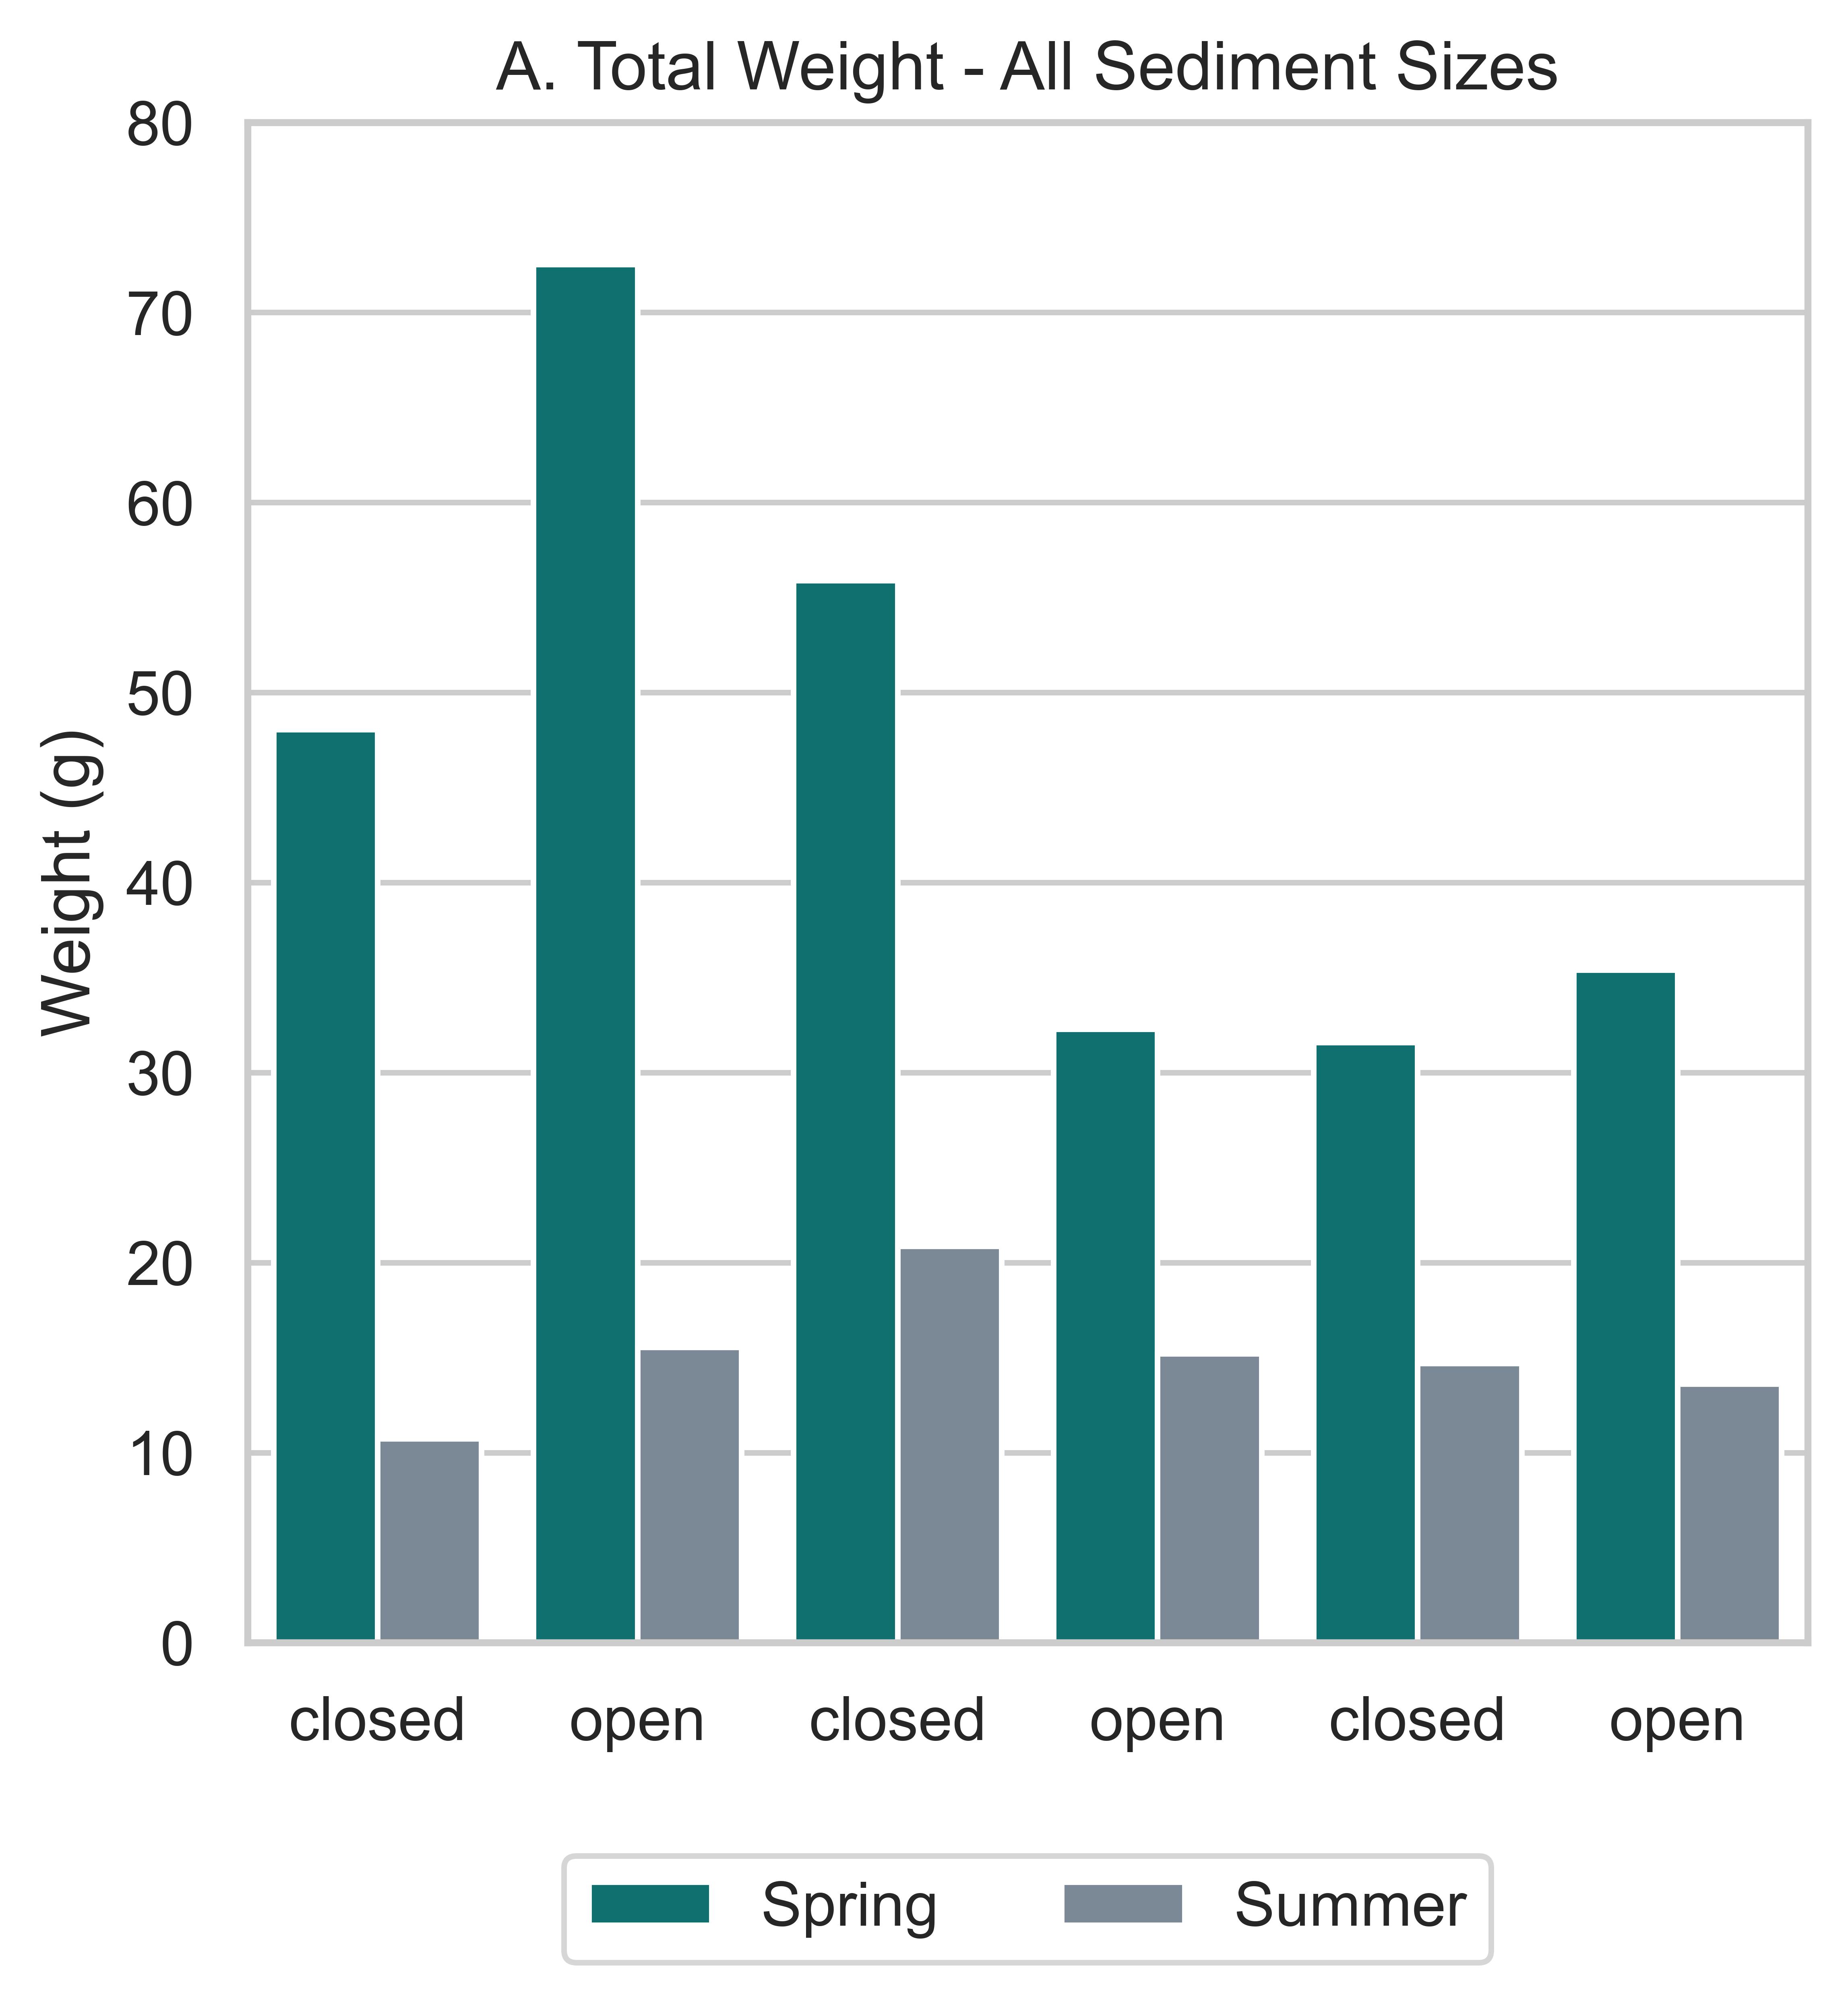 A. Total Weight - All Sediment Sizes
80
70
60
50
40
30
20
10
0
Weight (g)
closed open closed open closed open
Spring Summer